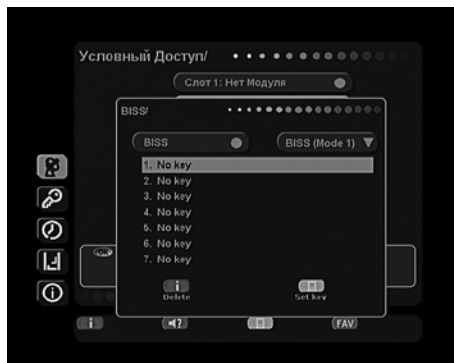 Условный Доступ/
Слот 1: Нет Модуля
BISS/
BISS
BISS (Mode 1)
1. No key
2. No key
3. No key
4. No key
5. No key
6. No key
7. No key
i Delete
Set key
i
?
FAV